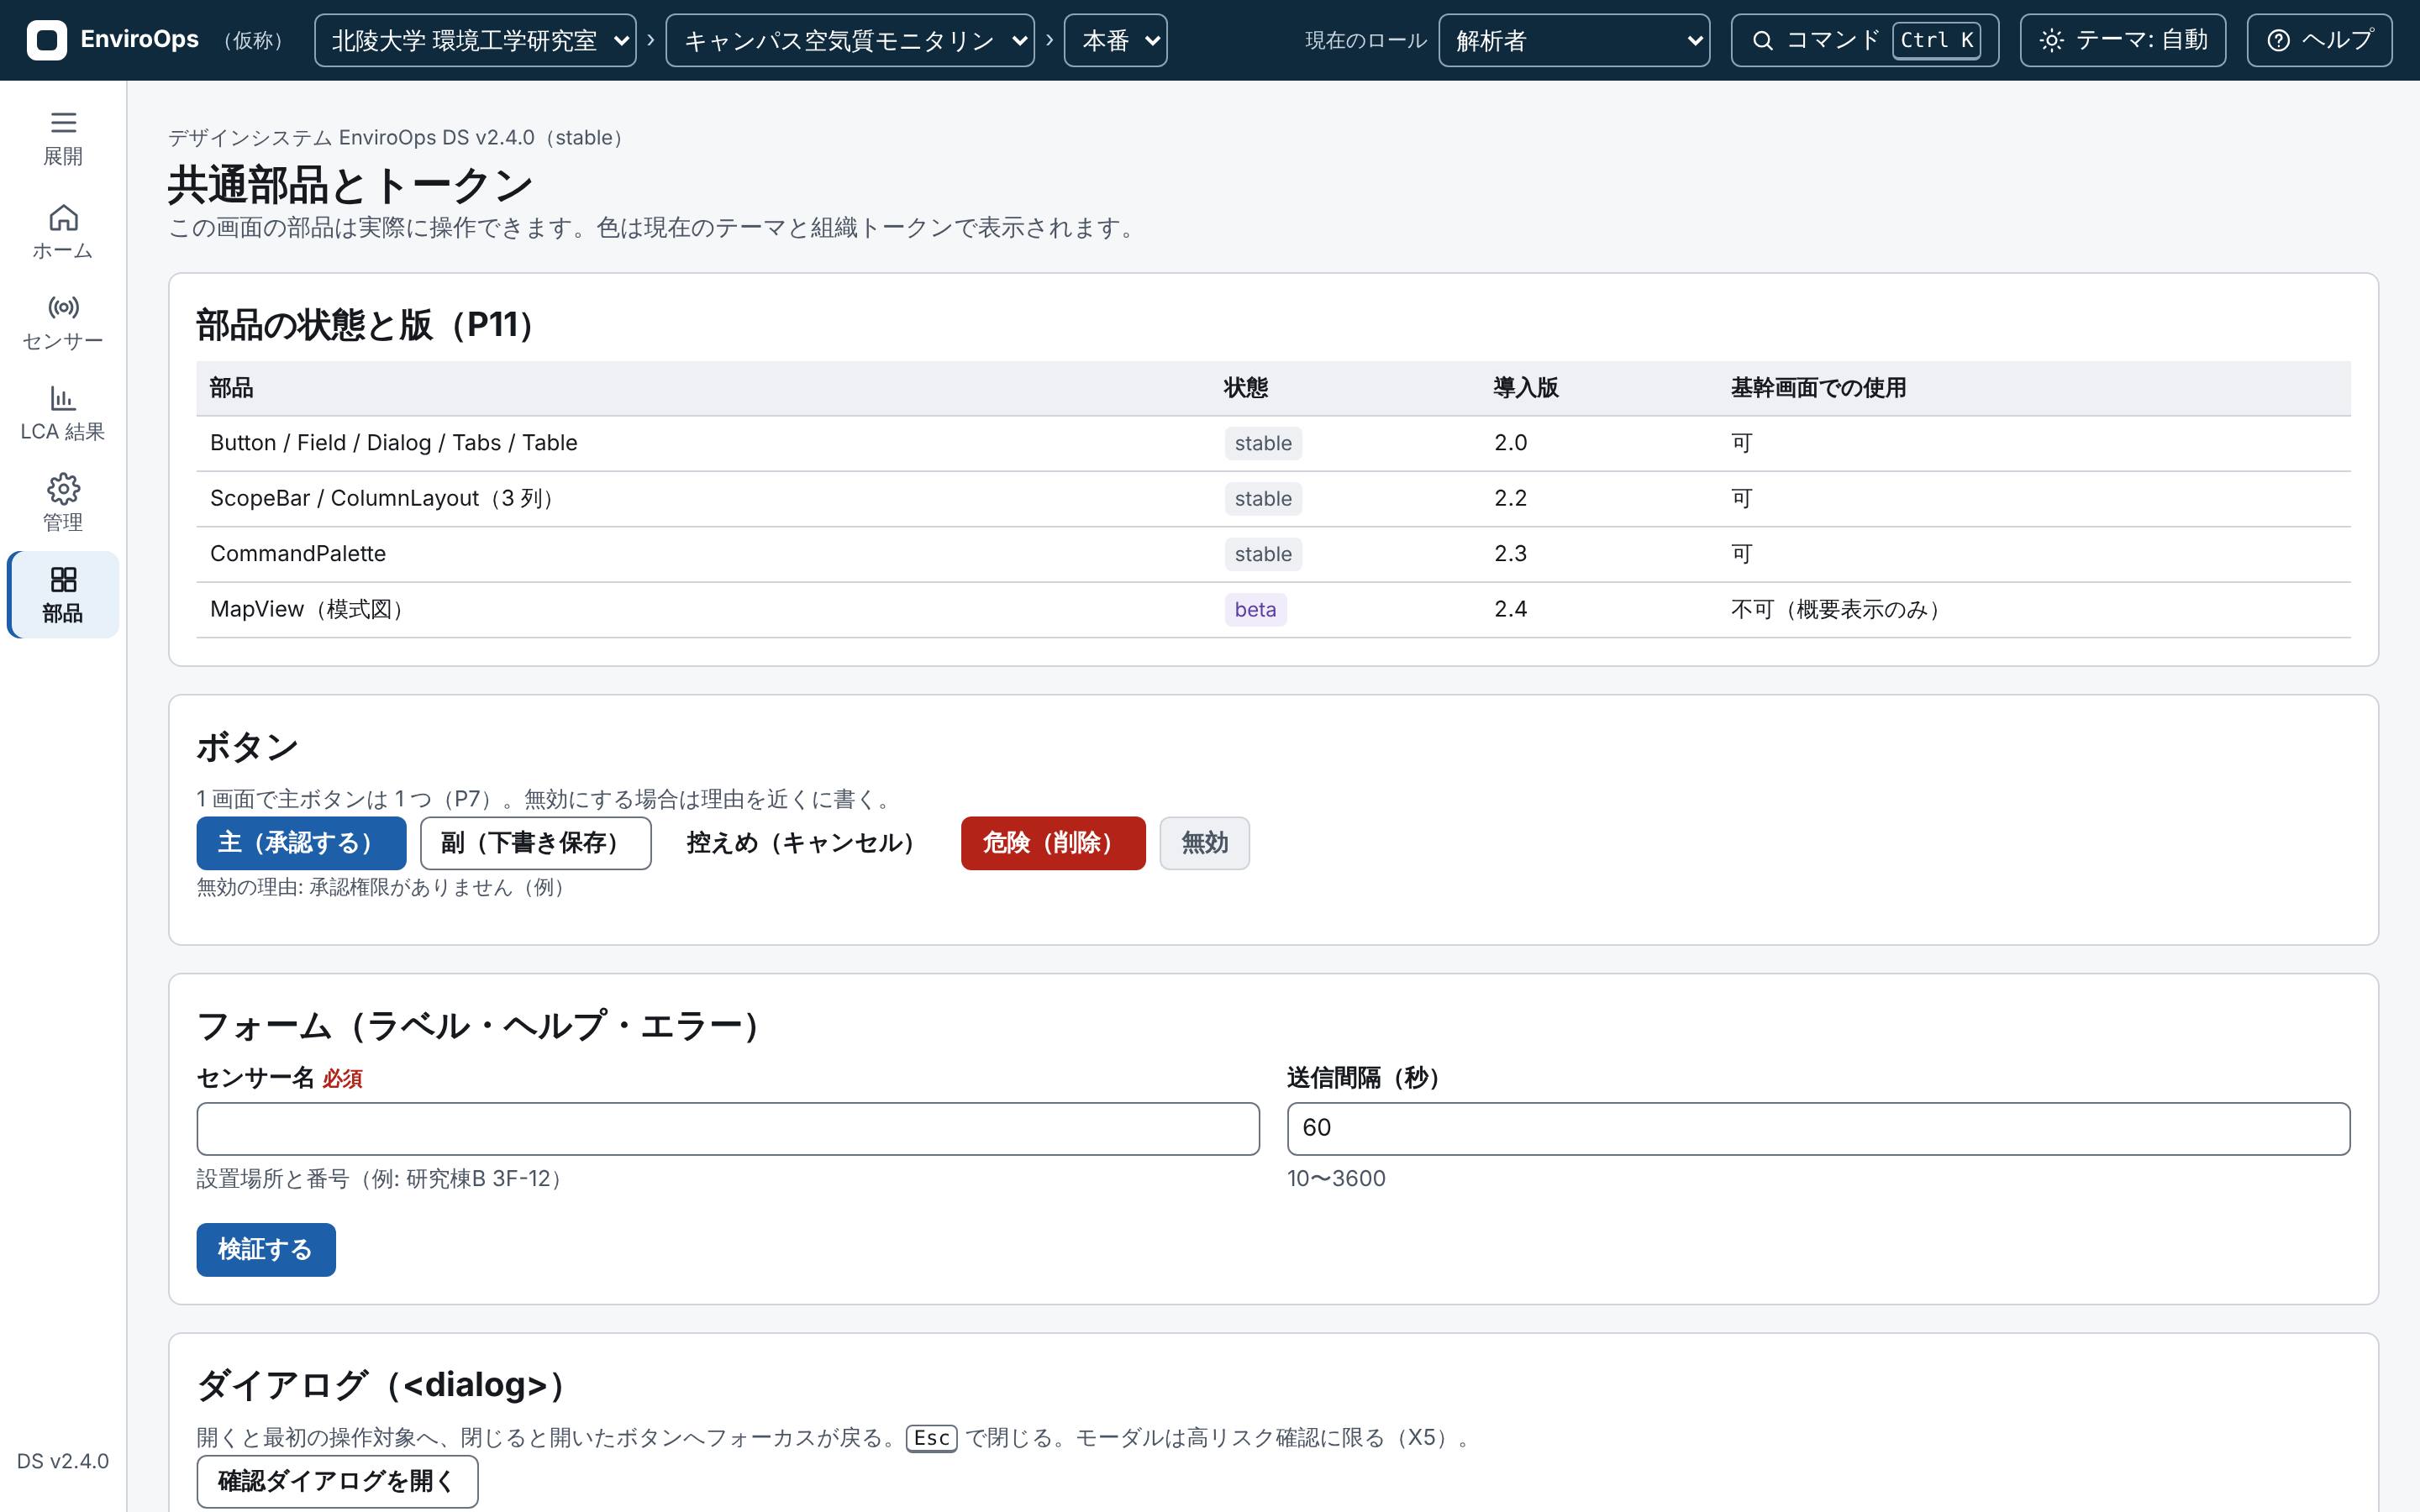 EnviroOps （仮称） 北陵大学 環境工学研究室 › キャンパス空気質モニタリン › 本番 現在のロール 解析者 コマンド Ctrl K テーマ: 自動 ヘルプ
展開
ホーム
センサー
LCA 結果
管理
部品
DS v2.4.0
デザインシステム EnviroOps DS v2.4.0（stable）
共通部品とトークン
この画面の部品は実際に操作できます。色は現在のテーマと組織トークンで表示されます。
部品の状態と版（P11）
部品 状態 導入版 基幹画面での使用
Button / Field / Dialog / Tabs / Table stable 2.0 可
ScopeBar / ColumnLayout（3 列） stable 2.2 可
CommandPalette stable 2.3 可
MapView（模式図） beta 2.4 不可（概要表示のみ）
ボタン
1 画面で主ボタンは 1 つ（P7）。無効にする場合は理由を近くに書く。
主（承認する） 副（下書き保存） 控えめ（キャンセル） 危険（削除） 無効
無効の理由: 承認権限がありません（例）
フォーム（ラベル・ヘルプ・エラー）
センサー名 必須 送信間隔（秒）
60
設置場所と番号（例: 研究棟B 3F-12） 10〜3600
検証する
ダイアログ（<dialog>）
開くと最初の操作対象へ、閉じると開いたボタンへフォーカスが戻る。Esc で閉じる。モーダルは高リスク確認に限る（X5）。
確認ダイアログを開く